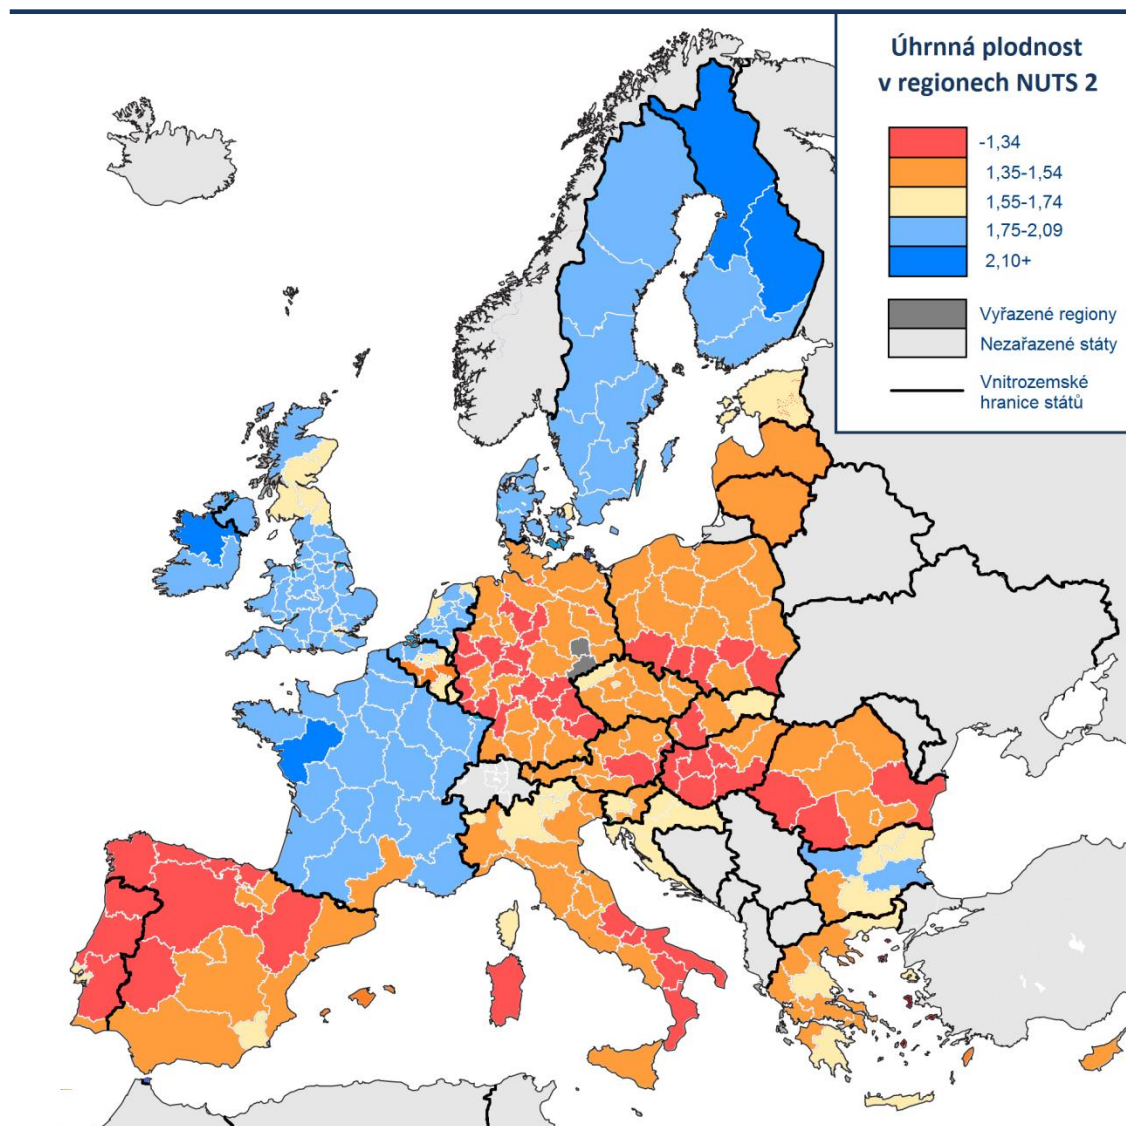 Úhrnná plodnost
v regionech NUTS 2
-1,34
1,35-1,54
1,55-1,74
1,75-2,09
2,10+
Vyřazené regiony
Nezařazené státy
Vnitrozemské
hranice států